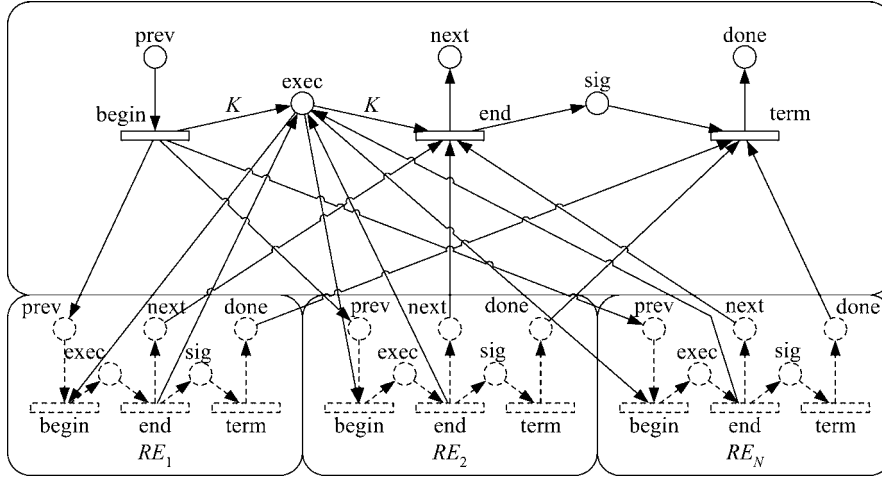 prev next done
exec sig
begin K K end term
prev next done prev next done prev next done
exec sig exec sig exec sig
begin end term begin end term begin end term
RE1 RE2 REN